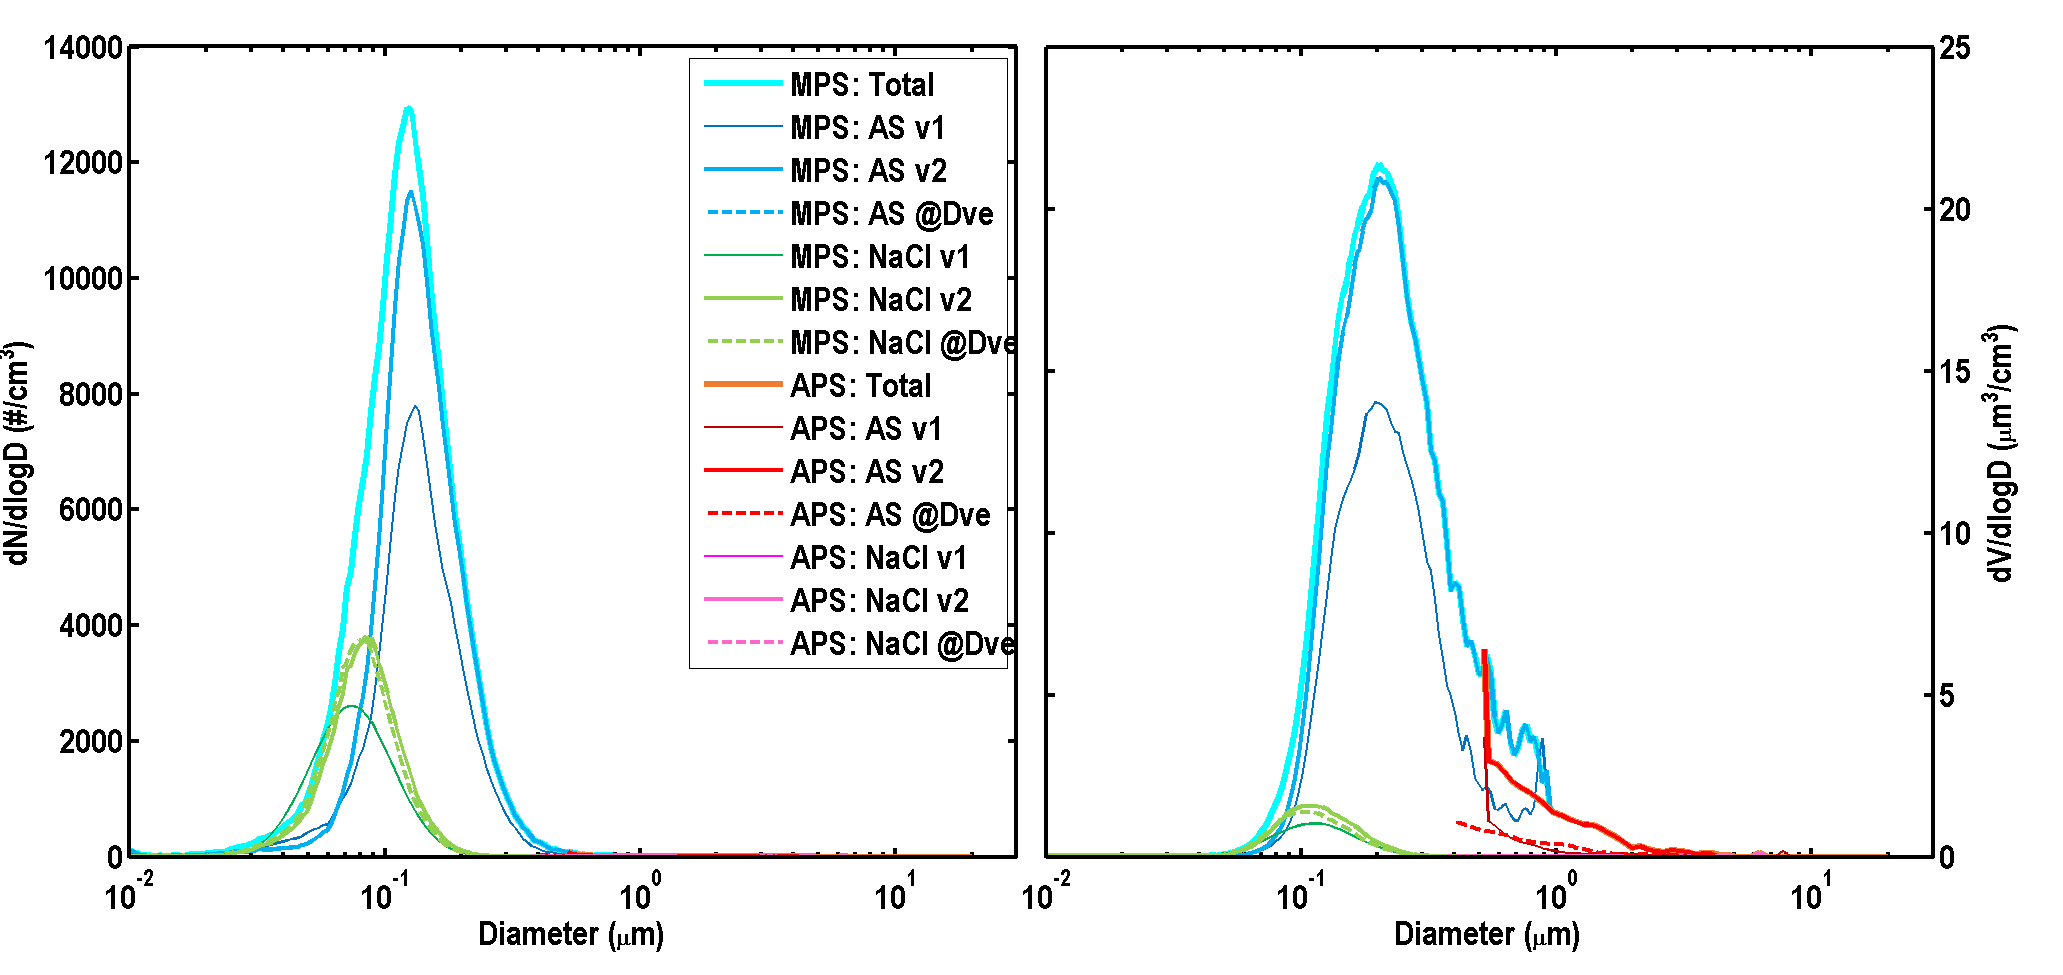 14000
12000
10000
8000
6000
4000
2000
0
dN/dlogD (#/cm³)
10⁻² 10⁻¹ 10⁰ 10¹
Diameter (μm)
MPS: Total
MPS: AS v1
MPS: AS v2
MPS: AS @Dve
MPS: NaCl v1
MPS: NaCl v2
MPS: NaCl @Dve
APS: Total
APS: AS v1
APS: AS v2
APS: AS @Dve
APS: NaCl v1
APS: NaCl v2
APS: NaCl @Dve
25
20
15
10
5
0
dV/dlogD (μm³/cm³)
10⁻² 10⁻¹ 10⁰ 10¹
Diameter (μm)